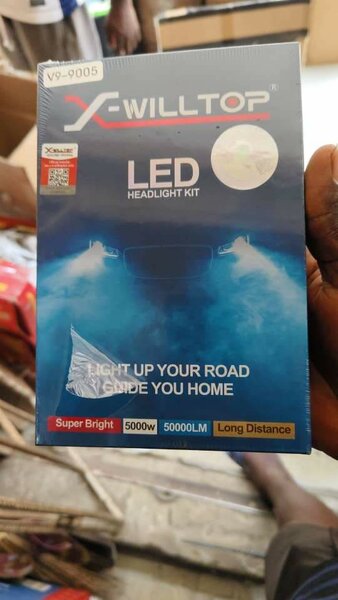 V9-9005
X-WILLTOP®
X-WILLTOP
LED
HEADLIGHT KIT
LIGHT UP YOUR ROAD
GUIDE YOU HOME
Super Bright 5000w 50000LM Long Distance